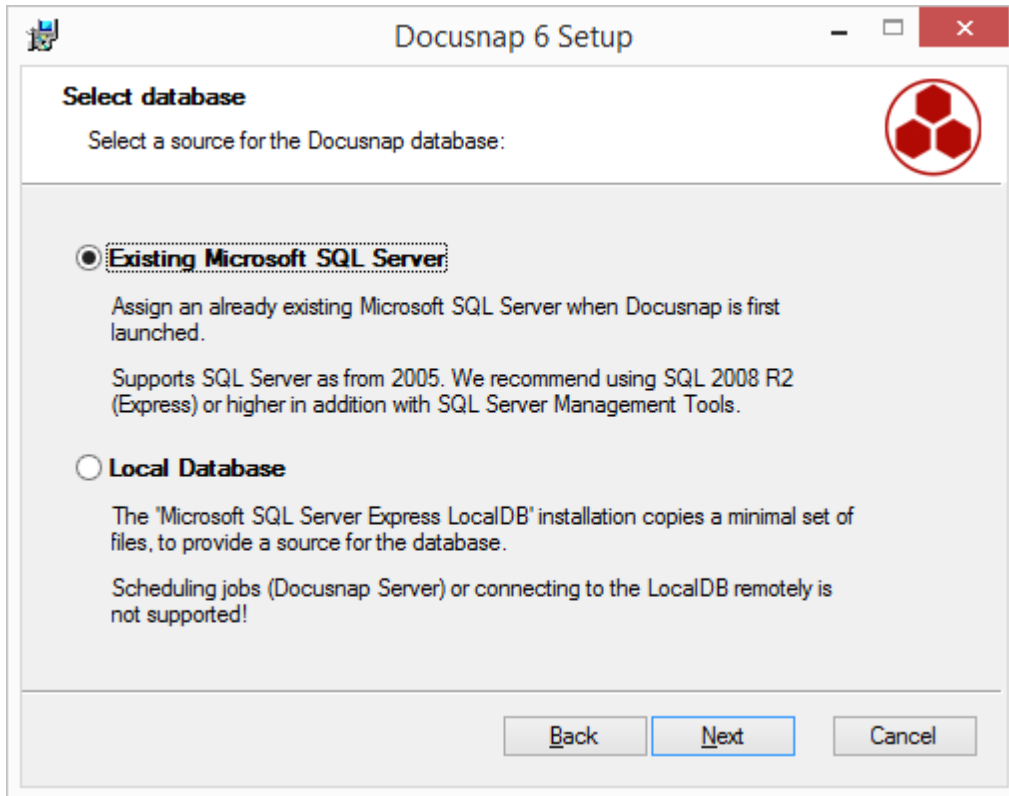 Docusnap 6 Setup
Select database
Select a source for the Docusnap database:
Existing Microsoft SQL Server
Assign an already existing Microsoft SQL Server when Docusnap is first
launched.
Supports SQL Server as from 2005. We recommend using SQL 2008 R2
(Express) or higher in addition with SQL Server Management Tools.
Local Database
The 'Microsoft SQL Server Express LocalDB' installation copies a minimal set of
files, to provide a source for the database.
Scheduling jobs (Docusnap Server) or connecting to the LocalDB remotely is
not supported!
Back Next Cancel